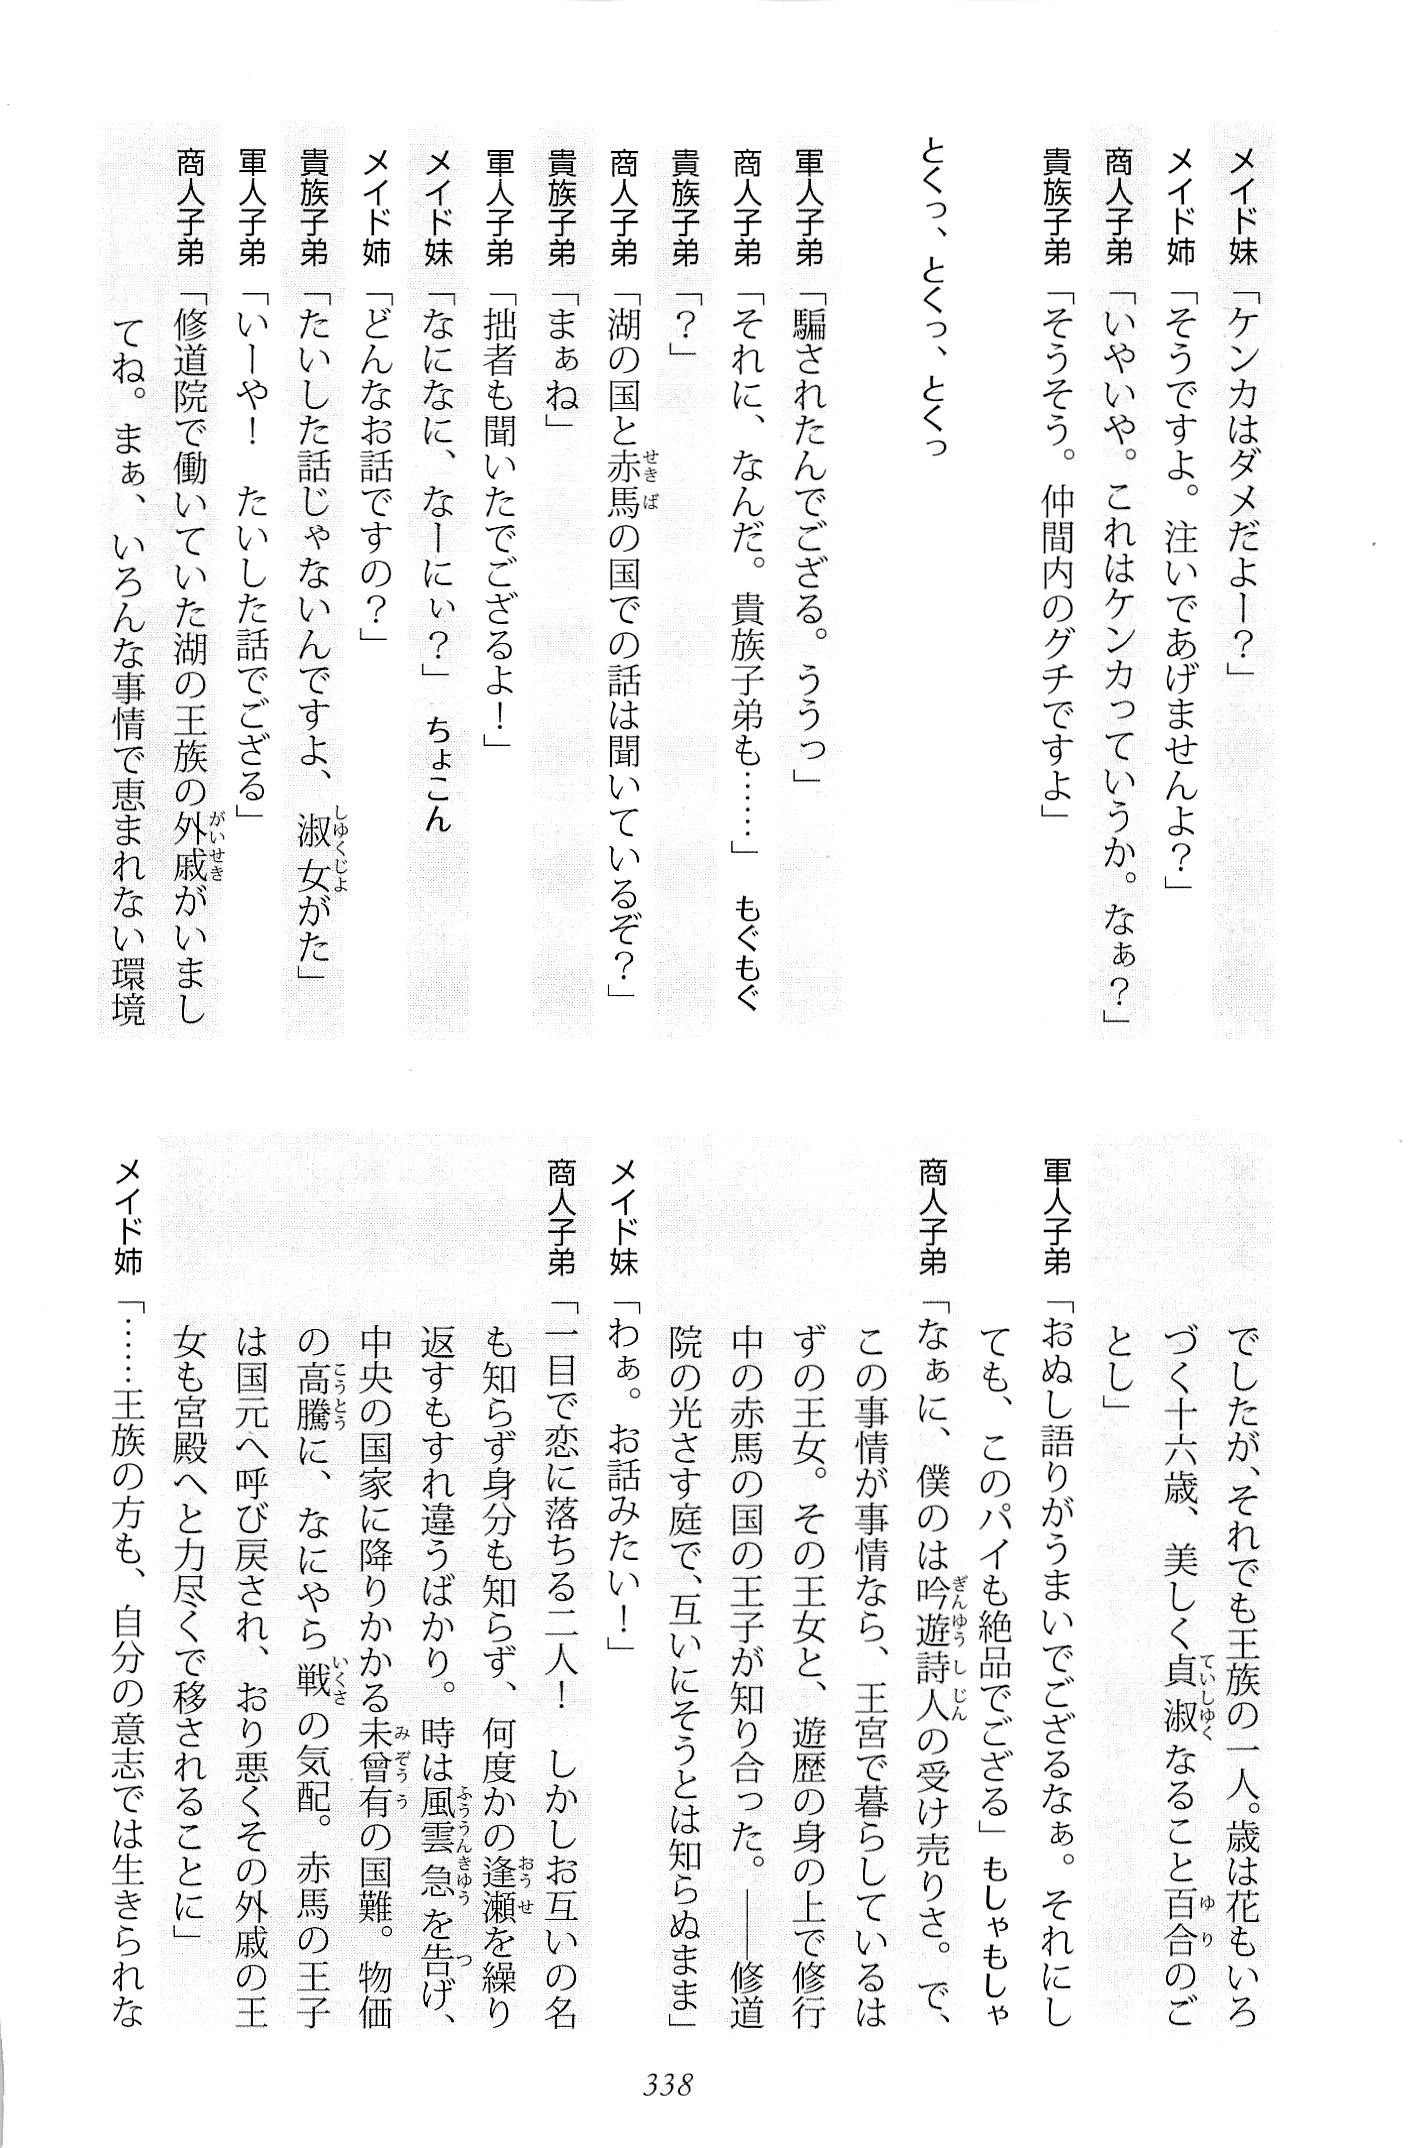 メイド妹「ケンカはダメだよー？」
メイド姉「そうですよ。注いであげませんよ？」
商人子弟「いやいや。これはケンカっていうか。なぁ？」
貴族子弟「そうそう。仲間内のグチですよ」
とくっ、とくっ、とくっ
軍人子弟「騙されたんでござる。ううっ」
商人子弟「それに、なんだ。貴族子弟も……」　もぐもぐ
貴族子弟「？」
商人子弟「湖の国と赤馬の国での話は聞いているぞ？」
貴族子弟「まぁね」
軍人子弟「拙者も聞いたでござるよ！」
メイド妹「なになに、なーにぃ？」　ちょこん
メイド姉「どんなお話ですの？」
貴族子弟「たいした話じゃないんですよ、淑女がた」
軍人子弟「いーや！　たいした話でござる」
商人子弟「修道院で働いていた湖の王族の外戚がいまし
てね。まぁ、いろんな事情で恵まれない環境
でしたが、それでも王族の一人。歳は花もいろ
づく十六歳、美しく貞淑なること百合のご
とし」
軍人子弟「おぬし語りがうまいでござるなぁ。それにし
ても、このパイも絶品でござる」もしゃもしゃ
商人子弟「なぁに、僕のは吟遊詩人の受け売りさ。で、
この事情が事情なら、王宮で暮らしているは
ずの王女。その王女と、遊歴の身の上で修行
中の赤馬の国の王子が知り合った。――修道
院の光さす庭で、互いにそうとは知らぬまま」
メイド妹「わぁ。お話みたい！」
商人子弟「一目で恋に落ちる二人！　しかしお互いの名
も知らず身分も知らず、何度かの逢瀬を繰り
返すもすれ違うばかり。時は風雲急を告げ、
中央の国家に降りかかる未曾有の国難。物価
の高騰に、なにやら戦の気配。赤馬の王子
は国元へ呼び戻され、おり悪くその外戚の王
女も宮殿へと力尽くで移されることに」
メイド姉「……王族の方も、自分の意志では生きられな
338